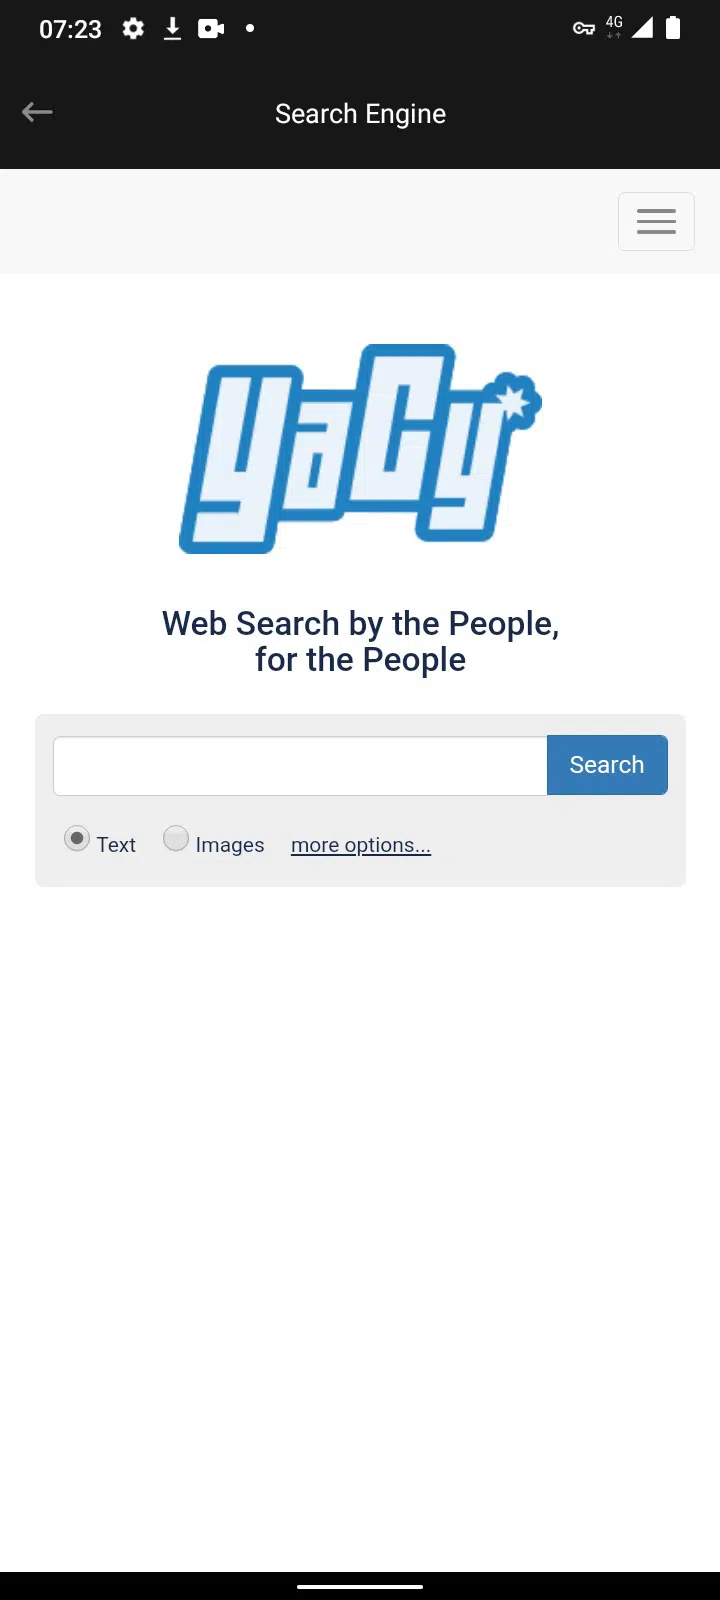 07:23
4G
Search Engine
yacy
Web Search by the People,
for the People
Search
Text Images more options...